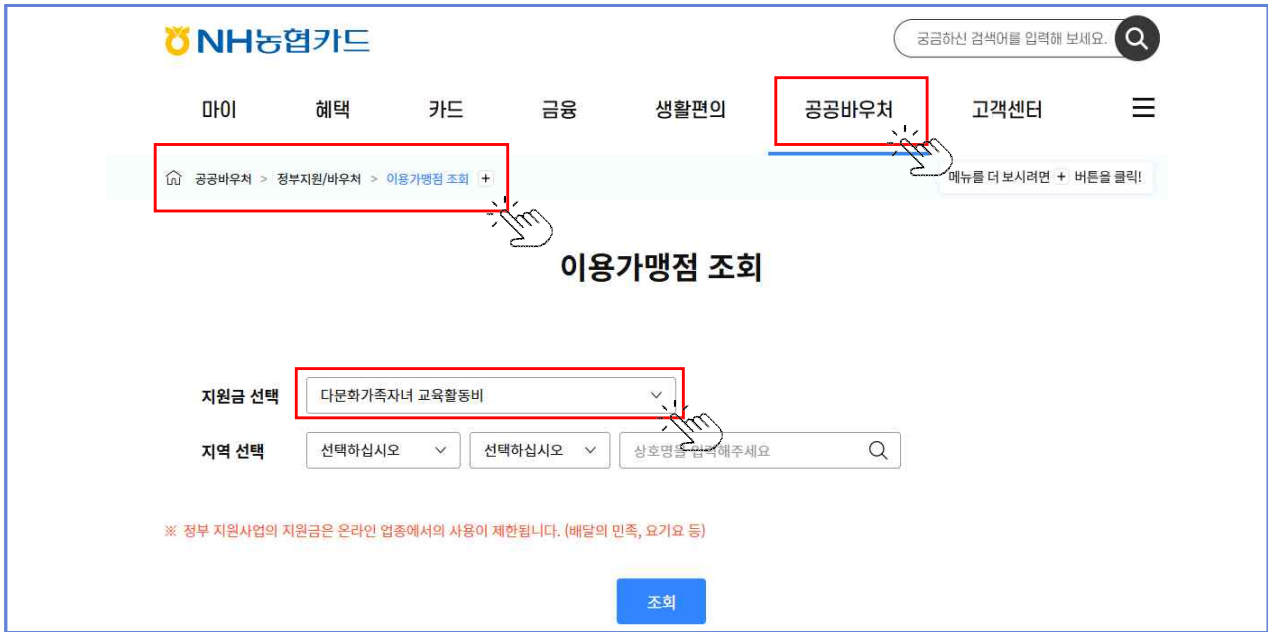 NH농협카드
궁금하신 검색어를 입력해 보세요.
마이 혜택 카드 금융 생활편의 공공바우처 고객센터
공공바우처 > 정부지원/바우처 > 이용가맹점 조회 +
메뉴를 더 보시려면 + 버튼을 클릭!
이용가맹점 조회
지원금 선택 다문화가족자녀 교육활동비
지역 선택 선택하십시오 선택하십시오 상호명을 입력해주세요
※ 정부 지원사업의 지원금은 온라인 업종에서의 사용이 제한됩니다. (배달의 민족, 요기요 등)
조회